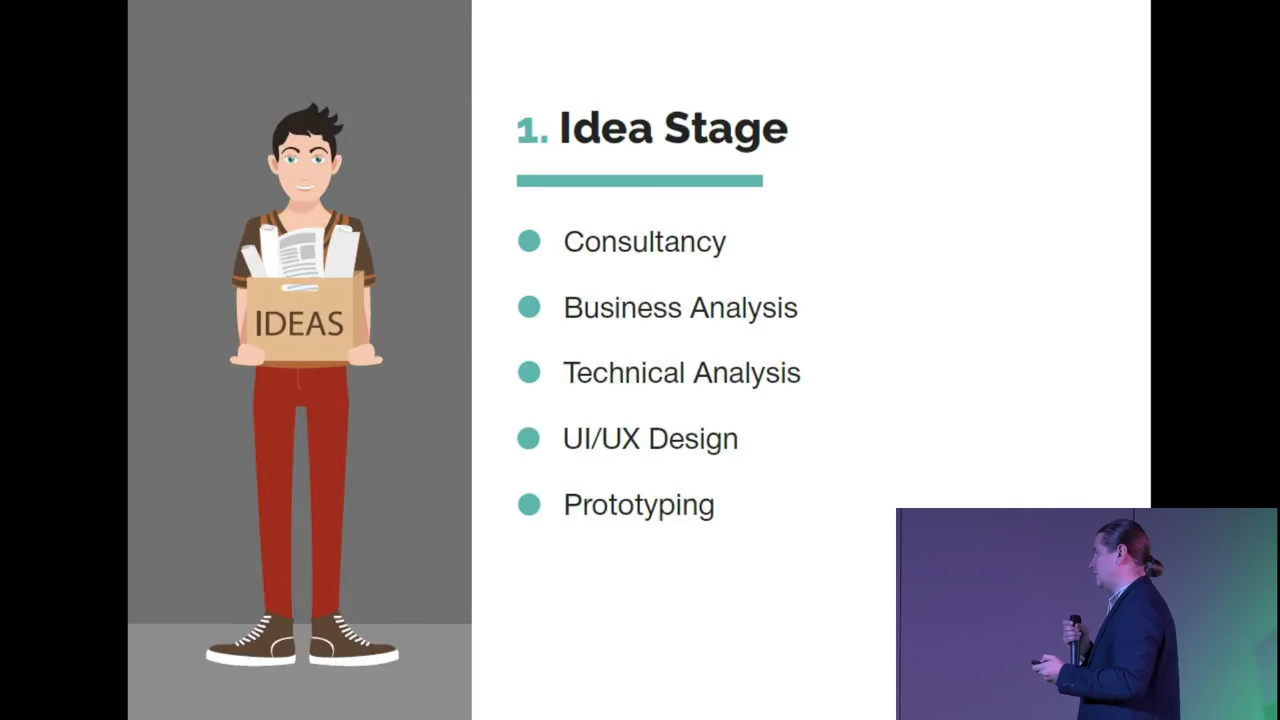 1. Idea Stage
Consultancy
Business Analysis
Technical Analysis
UI/UX Design
Prototyping
IDEAS